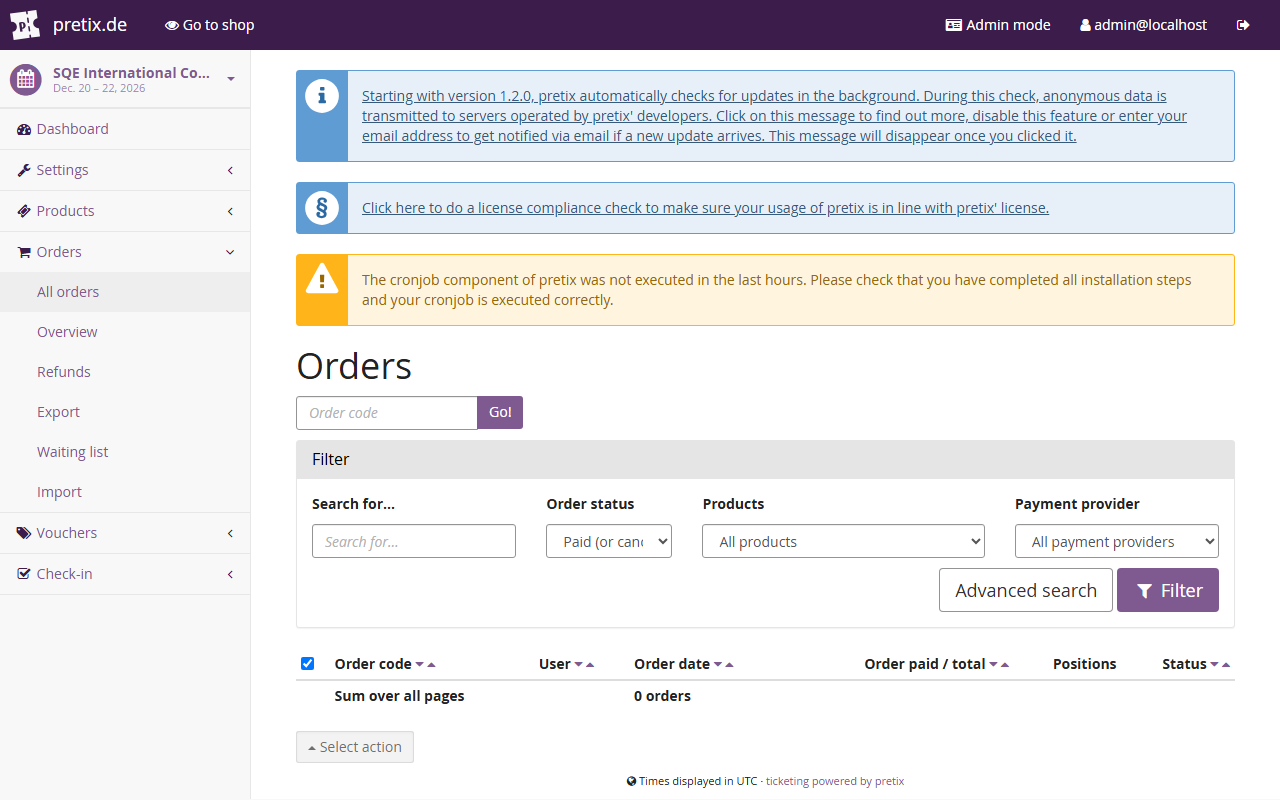 pretix.de
Go to shop
Admin mode
admin@localhost
SQE International Co...
Dec. 20 – 22, 2026
Dashboard
Settings
Products
Orders
All orders
Overview
Refunds
Export
Waiting list
Import
Vouchers
Check-in
Starting with version 1.2.0, pretix automatically checks for updates in the background. During this check, anonymous data is
transmitted to servers operated by pretix' developers. Click on this message to find out more, disable this feature or enter your
email address to get notified via email if a new update arrives. This message will disappear once you clicked it.
§
Click here to do a license compliance check to make sure your usage of pretix is in line with pretix' license.
The cronjob component of pretix was not executed in the last hours. Please check that you have completed all installation steps
and your cronjob is executed correctly.
Orders
Order code
Go!
Filter
Search for...
Order status
Products
Payment provider
Search for...
Paid (or canc
All products
All payment providers
Advanced search
Filter
Order code
User
Order date
Order paid / total
Positions
Status
Sum over all pages
0 orders
Select action
Times displayed in UTC · ticketing powered by pretix